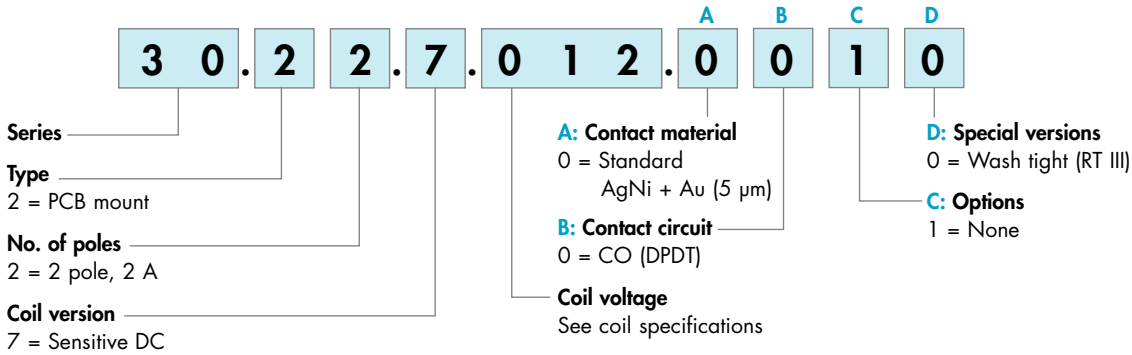 A B C D
3 0 . 2 2 . 7 . 0 1 2 . 0 0 1 0
Series
Type
2 = PCB mount
No. of poles
2 = 2 pole, 2 A
Coil version
7 = Sensitive DC
A: Contact material
0 = Standard
AgNi + Au (5 µm)
B: Contact circuit
0 = CO (DPDT)
Coil voltage
See coil specifications
D: Special versions
0 = Wash tight (RT III)
C: Options
1 = None